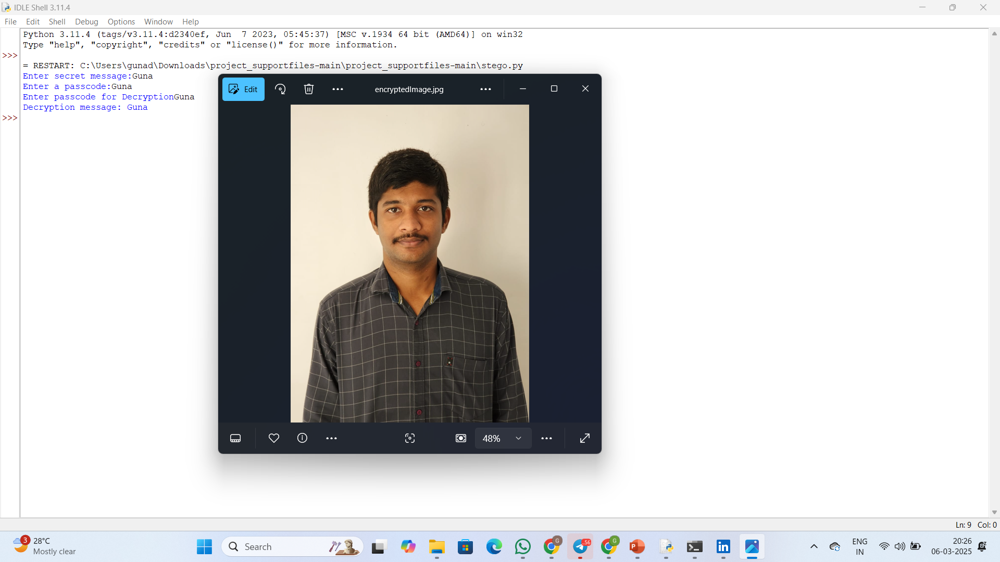 IDLE Shell 3.11.4
File Edit Shell Debug Options Window Help
Python 3.11.4 (tags/v3.11.4:d2340ef, Jun  7 2023, 05:45:37) [MSC v.1934 64 bit (AMD64)] on win32
Type "help", "copyright", "credits" or "license()" for more information.
>>>
= RESTART: C:\Users\gunad\Downloads\project_supportfiles-main\project_supportfiles-main\stego.py
Enter secret message:Guna
Enter a passcode:Guna
Enter passcode for DecryptionGuna
Decryption message: Guna
>>>
Edit
encryptedImage.jpg
48%
Ln: 9 Col: 0
3
28°C
Mostly clear
Search
G
56
G
P
in
ENG
IN
20:26
06-03-2025